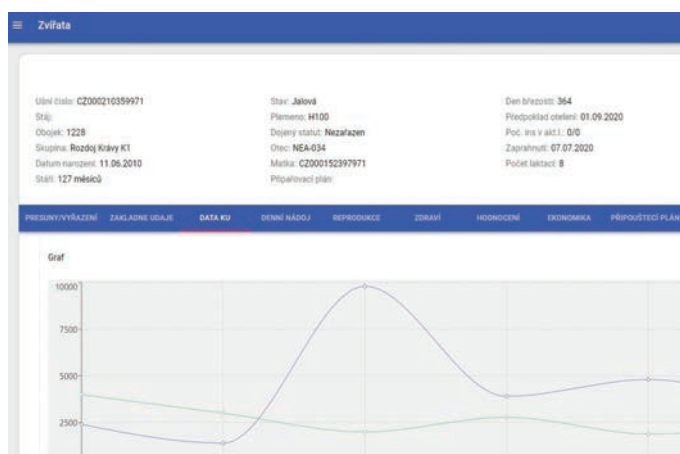 Zvířata
Ušní číslo: CZ000210359971
Stáj:
Obojek: 1228
Skupina: Rozdoj Krávy K1
Datum narození: 11.06.2010
Stáří: 127 měsíců
Stav: Jalová
Plemeno: H100
Dojený statut: Nezařazen
Otec: NEA-034
Matka: CZ000152397971
Připařovací plán:
Den březosti: 364
Předpoklad otelení: 01.09.2020
Poč. ins v akt.l.: 0/0
Zaprahnutí: 07.07.2020
Počet laktací: 8
PRESUNY/VYŘAZENÍ ZAKLADNE UDAJE DATA KU DENNÍ NÁDOJ REPRODUKCE ZDRAVÍ HODNOCENÍ EKONOMIKA PŘIPOUŠTECÍ PLÁN
Graf
10000
7500
5000
2500